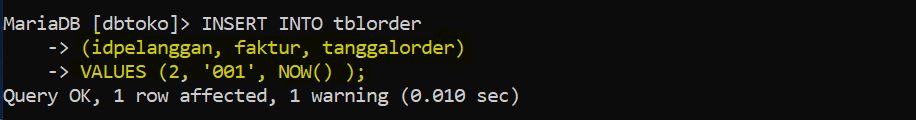 MariaDB [dbtoko]> INSERT INTO tblorder
-> (idpelanggan, faktur, tanggalorder)
-> VALUES (2, '001', NOW() );
Query OK, 1 row affected, 1 warning (0.010 sec)